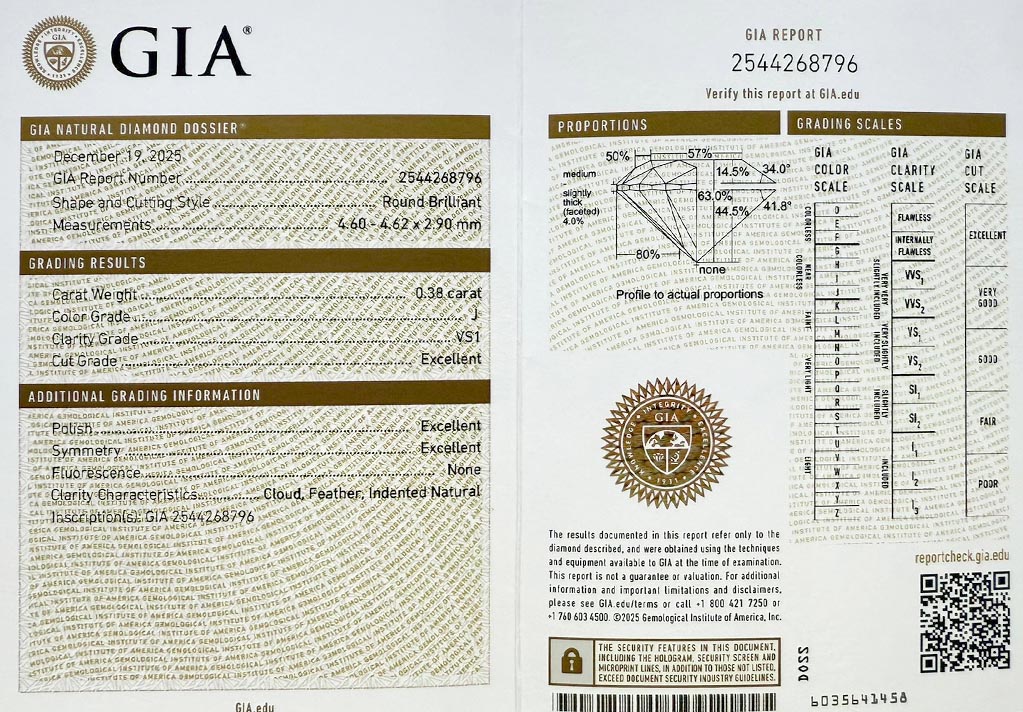 GIA®
GIA NATURAL DIAMOND DOSSIER®
December 19, 2025
GIA Report Number 2544268796
Shape and Cutting Style Round Brilliant
Measurements 4.60 - 4.62 x 2.90 mm
GRADING RESULTS
Carat Weight 0.38 carat
Color Grade J
Clarity Grade VS1
Cut Grade Excellent
ADDITIONAL GRADING INFORMATION
Polish Excellent
Symmetry Excellent
Fluorescence None
Clarity Characteristics Cloud, Feather, Indented Natural
Inscription(s): GIA 2544268796
GIA.edu
GIA REPORT
2544268796
Verify this report at GIA.edu
PROPORTIONS
50%
57%
14.5%
34.0°
medium
-
slightly
thick
(faceted)
4.0%
63.0%
44.5%
41.8°
80%
none
Profile to actual proportions
GRADING SCALES
GIA
COLOR
SCALE
COLORLESS
D
E
F
NEAR COLORLESS
G
H
I
J
FAINT
K
L
M
VERY LIGHT
N
O
P
Q
R
LIGHT
S
T
U
V
W
X
Y
Z
GIA
CLARITY
SCALE
FLAWLESS
INTERNALLY
FLAWLESS
VERY VERY
SLIGHTLY INCLUDED
VVS1
VVS2
VERY SLIGHTLY
INCLUDED
VS1
VS2
SLIGHTLY
INCLUDED
SI1
SI2
INCLUDED
I1
I2
I3
GIA
CUT
SCALE
EXCELLENT
VERY
GOOD
GOOD
FAIR
POOR
INTEGRITY
GIA
KNOWLEDGE
1931
The results documented in this report refer only to the
diamond described, and were obtained using the techniques
and equipment available to GIA at the time of examination.
This report is not a guarantee or valuation. For additional
information and important limitations and disclaimers,
please see GIA.edu/terms or call +1 800 421 7250 or
+1 760 603 4500. ©2025 Gemological Institute of America, Inc.
THE SECURITY FEATURES IN THIS DOCUMENT,
INCLUDING THE HOLOGRAM, SECURITY SCREEN AND
MICROPRINT LINES, IN ADDITION TO THOSE NOT LISTED,
EXCEED DOCUMENT SECURITY INDUSTRY GUIDELINES.
reportcheck.gia.edu
6035641458